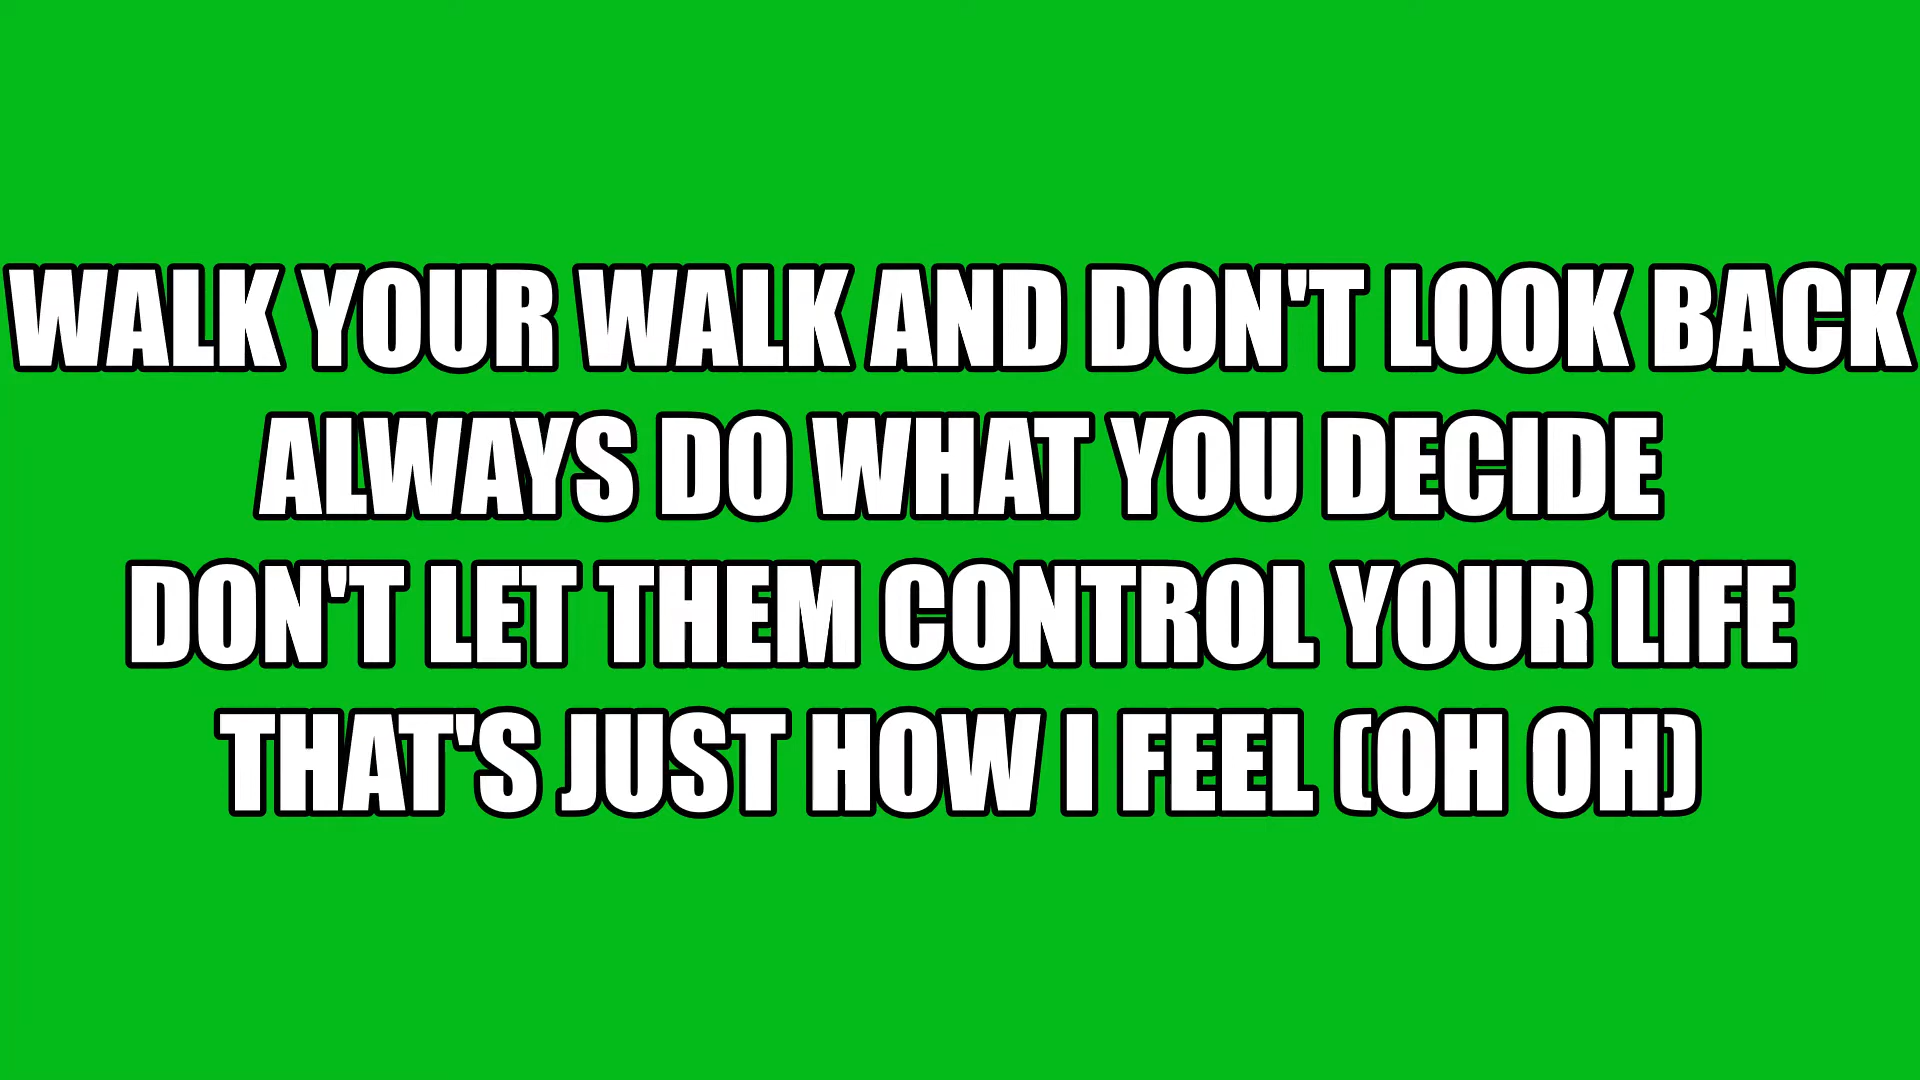 WALK YOUR WALK AND DON'T LOOK BACK
ALWAYS DO WHAT YOU DECIDE
DON'T LET THEM CONTROL YOUR LIFE
THAT'S JUST HOW I FEEL (OH OH)